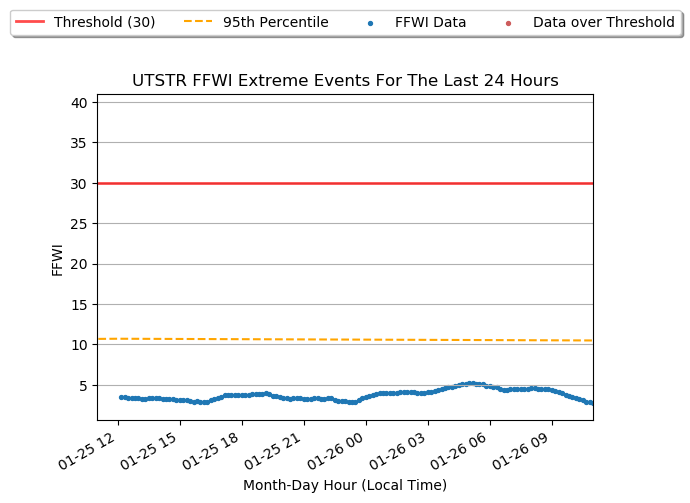 Threshold (30) 95th Percentile FFWI Data Data over Threshold
UTSTR FFWI Extreme Events For The Last 24 Hours
40
35
30
25
20
15
10
5
FFWI
01-25 12 01-25 15 01-25 18 01-25 21 01-26 00 01-26 03 01-26 06 01-26 09
Month-Day Hour (Local Time)